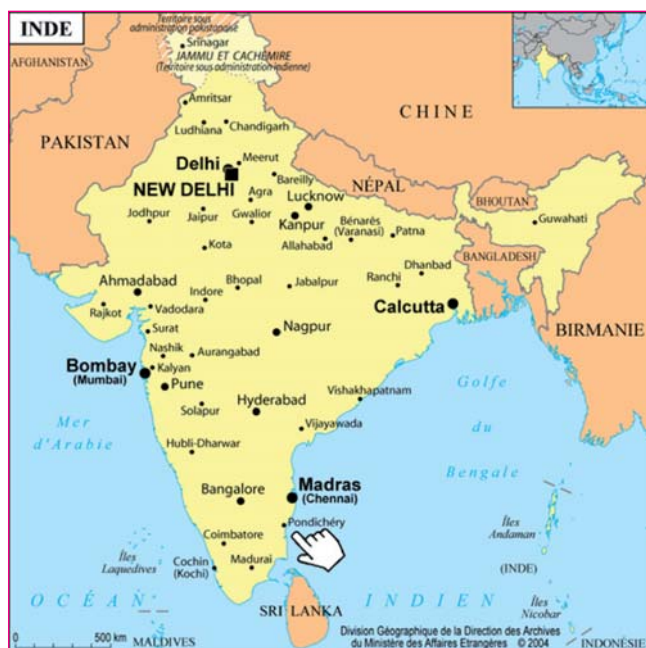 INDE
Territoire sous
administration pakistanaise
Srinagar
JAMMU ET CACHEMIRE
(Territoire sous administration indienne)
AFGHANISTAN
CHINE
Amritsar
Ludhiana
Chandigarh
PAKISTAN
Delhi
Meerut
NEW DELHI
Bareilly
NÉPAL
BHOUTAN
Agra
Lucknow
Jodhpur
Jaipur
Gwalior
Kanpur
Bénarès
(Varanasi)
Patna
Guwahati
Kota
Allahabad
BANGLADESH
Dhanbad
Ahmadabad
Indore
Bhopal
Jabalpur
Ranchi
Rajkot
Vadodara
Calcutta
Surat
Nagpur
BIRMANIE
Nashik
Aurangabad
Bombay
(Mumbai)
Kalyan
Pune
Vishakhapatnam
Golfe
du
Bengale
Solapur
Hyderabad
Mer
d'Arabie
Vijayawada
Hubli-Dharwar
Bangalore
Madras
(Chennai)
Pondichéry
Îles
Andaman
(INDE)
Coimbatore
Îles
Laquedives
Cochin
(Kochi)
Madurai
Îles
Nicobar
OCÉAN
SRI LANKA
INDIEN
0
500 km
MALDIVES
Division Géographique de la Direction des Archives
du Ministère des Affaires Etrangères © 2004
INDONÉSIE